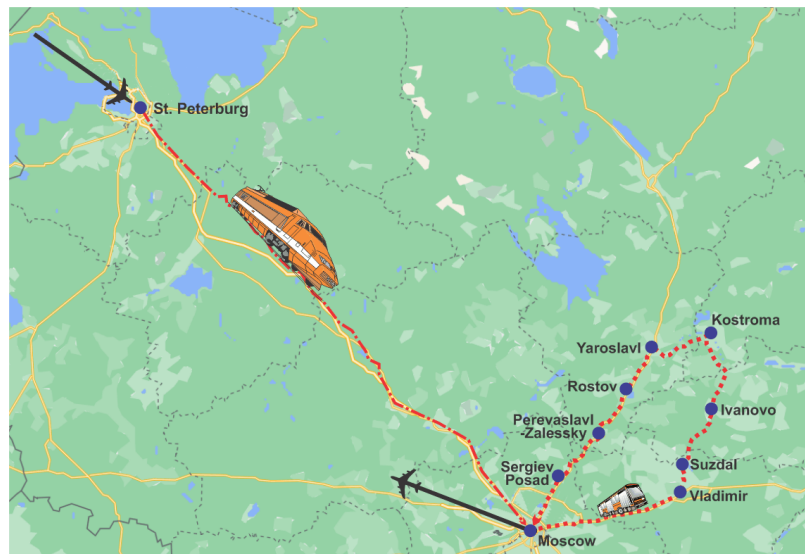 St. Peterburg
Kostroma
Yaroslavl
Rostov
Ivanovo
Perevaslavl
-Zalessky
Sergiev
Posad
Suzdal
Vladimir
Moscow